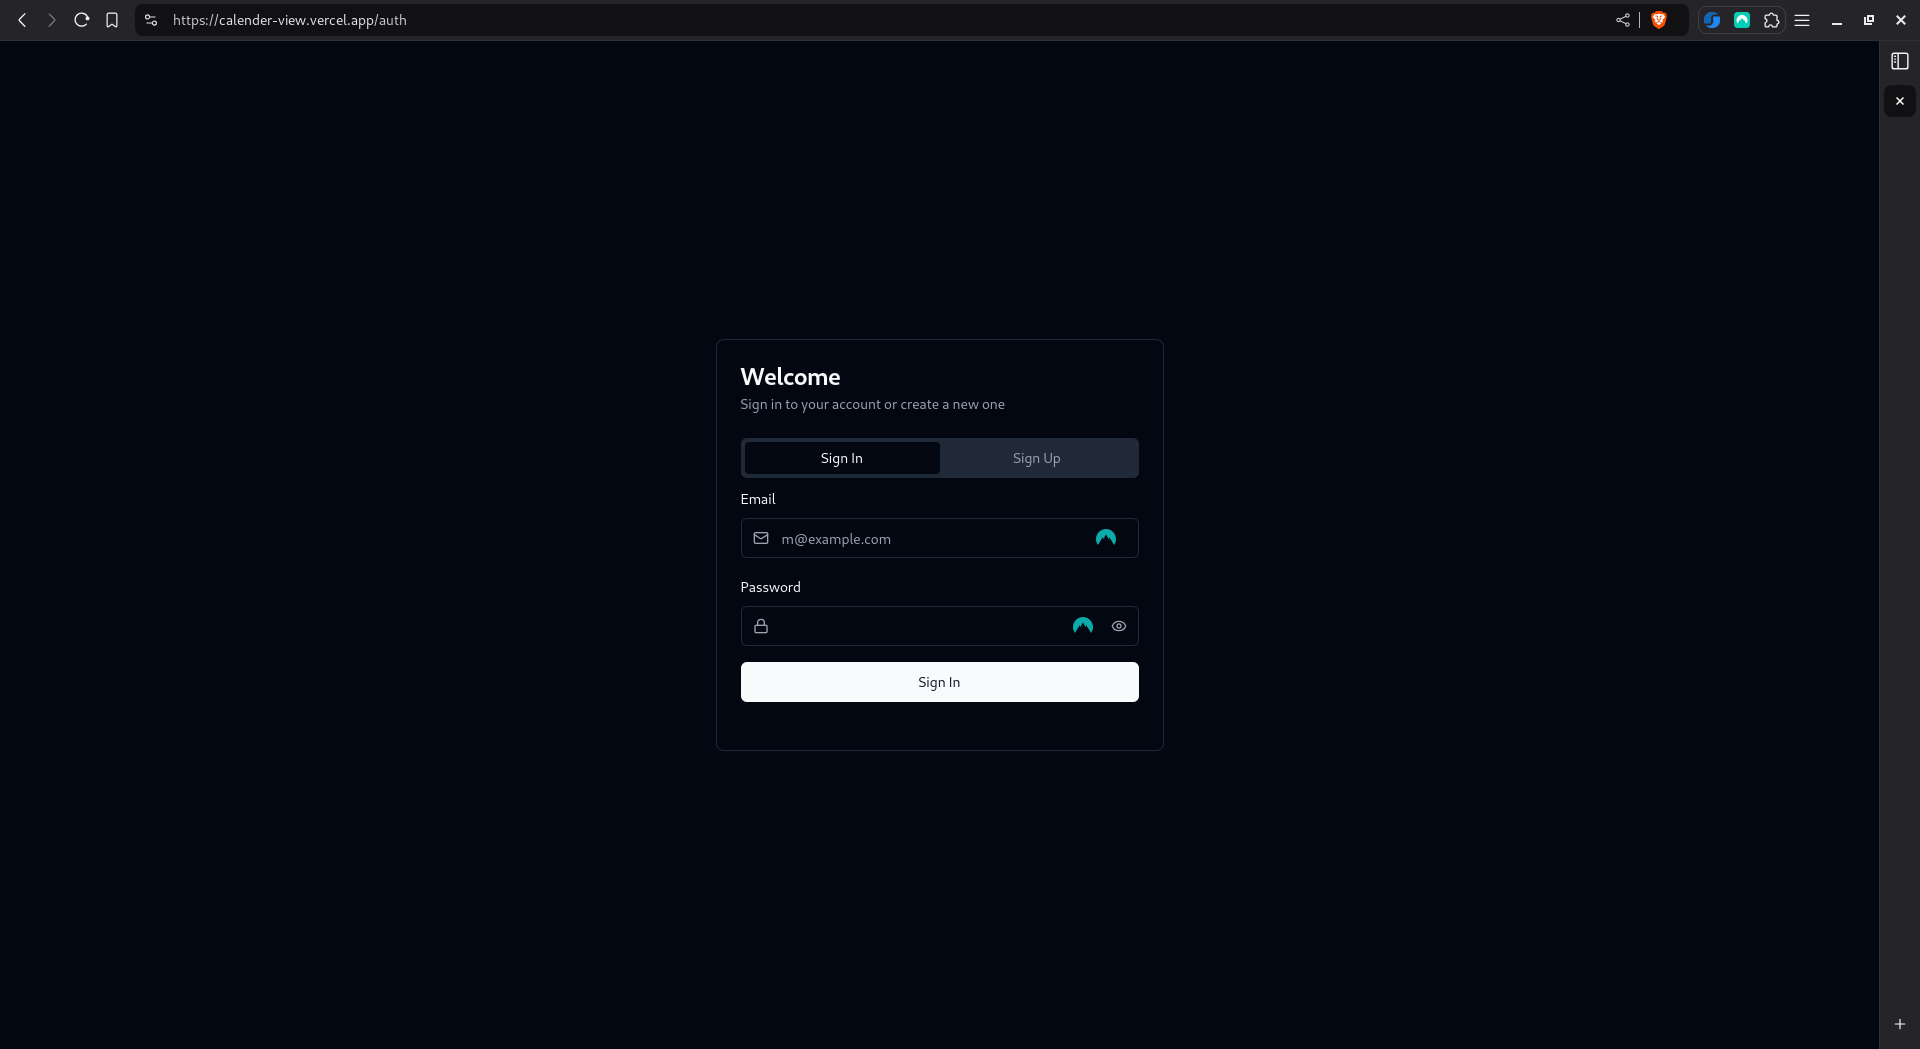 https://calender-view.vercel.app/auth
Welcome
Sign in to your account or create a new one
Sign In
Sign Up
Email
m@example.com
Password
Sign In